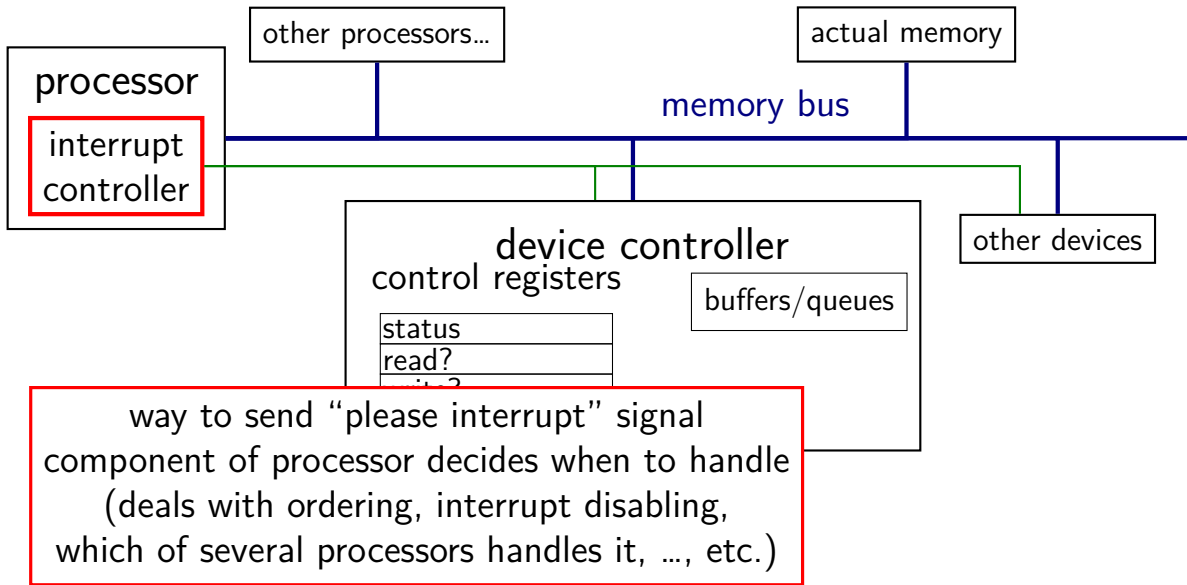 other processors…
actual memory
processor
memory bus
interrupt
controller
other devices
device controller
control registers
buffers/queues
status
read?
write?
way to send “please interrupt” signal
component of processor decides when to handle
(deals with ordering, interrupt disabling,
which of several processors handles it, …, etc.)